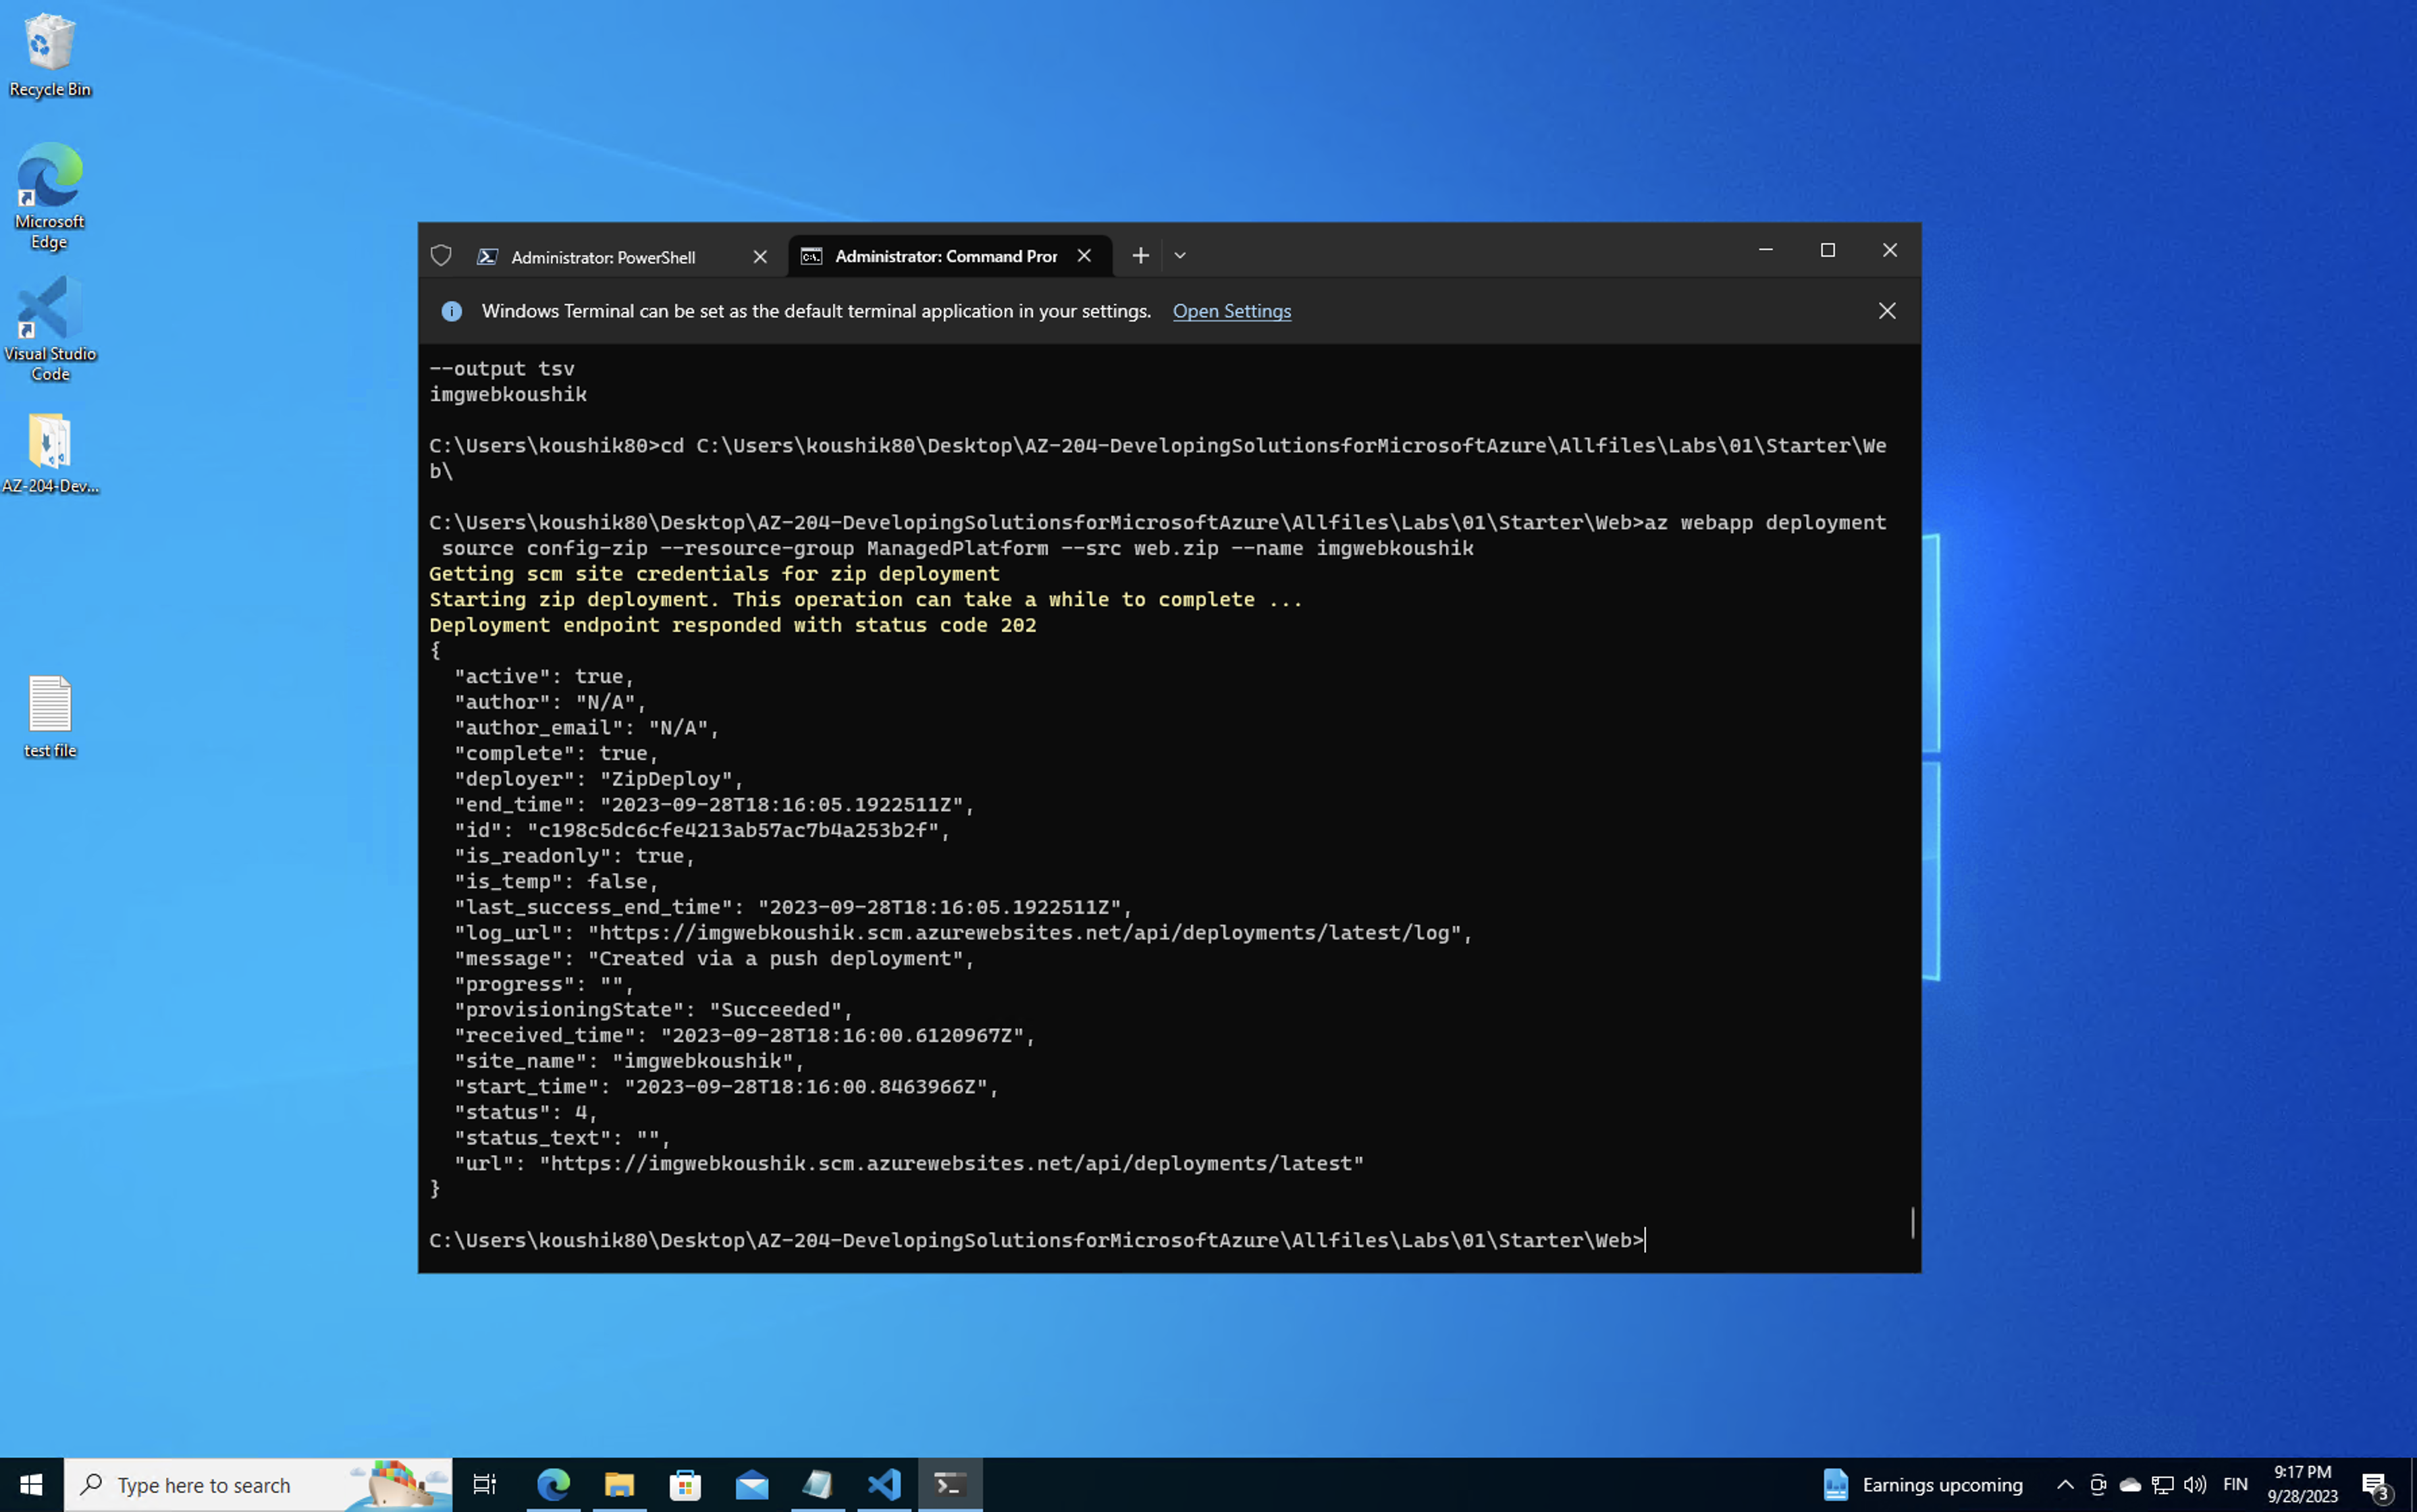 Recycle Bin
Microsoft
Edge
Visual Studio
Code
AZ-204-Dev...
test file
Administrator: PowerShell
Administrator: Command Pror
Windows Terminal can be set as the default terminal application in your settings. Open Settings
--output tsv
imgwebkoushik
C:\Users\koushik80>cd C:\Users\koushik80\Desktop\AZ-204-DevelopingSolutionsforMicrosoftAzure\Allfiles\Labs\01\Starter\We
b\
C:\Users\koushik80\Desktop\AZ-204-DevelopingSolutionsforMicrosoftAzure\Allfiles\Labs\01\Starter\Web>az webapp deployment
 source config-zip --resource-group ManagedPlatform --src web.zip --name imgwebkoushik
Getting scm site credentials for zip deployment
Starting zip deployment. This operation can take a while to complete ...
Deployment endpoint responded with status code 202
{
  "active": true,
  "author": "N/A",
  "author_email": "N/A",
  "complete": true,
  "deployer": "ZipDeploy",
  "end_time": "2023-09-28T18:16:05.1922511Z",
  "id": "c198c5dc6cfe4213ab57ac7b4a253b2f",
  "is_readonly": true,
  "is_temp": false,
  "last_success_end_time": "2023-09-28T18:16:05.1922511Z",
  "log_url": "https://imgwebkoushik.scm.azurewebsites.net/api/deployments/latest/log",
  "message": "Created via a push deployment",
  "progress": "",
  "provisioningState": "Succeeded",
  "received_time": "2023-09-28T18:16:00.6120967Z",
  "site_name": "imgwebkoushik",
  "start_time": "2023-09-28T18:16:00.8463966Z",
  "status": 4,
  "status_text": "",
  "url": "https://imgwebkoushik.scm.azurewebsites.net/api/deployments/latest"
}
C:\Users\koushik80\Desktop\AZ-204-DevelopingSolutionsforMicrosoftAzure\Allfiles\Labs\01\Starter\Web>
Type here to search
Earnings upcoming
FIN
9:17 PM
9/28/2023
3